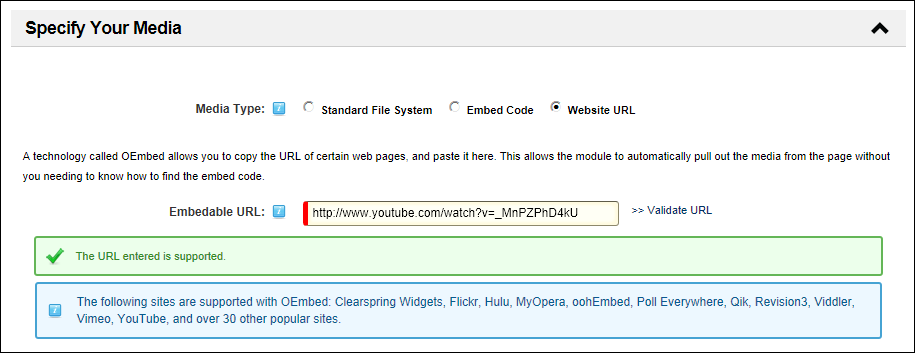 Specify Your Media
Media Type: Standard File System Embed Code Website URL
A technology called OEmbed allows you to copy the URL of certain web pages, and paste it here. This allows the module to automatically pull out the media from the page without
you needing to know how to find the embed code.
Embedable URL: http://www.youtube.com/watch?v=_MnPZPhD4kU >> Validate URL
The URL entered is supported.
The following sites are supported with OEmbed: Clearspring Widgets, Flickr, Hulu, MyOpera, oohEmbed, Poll Everywhere, Qik, Revision3, Viddler,
Vimeo, YouTube, and over 30 other popular sites.